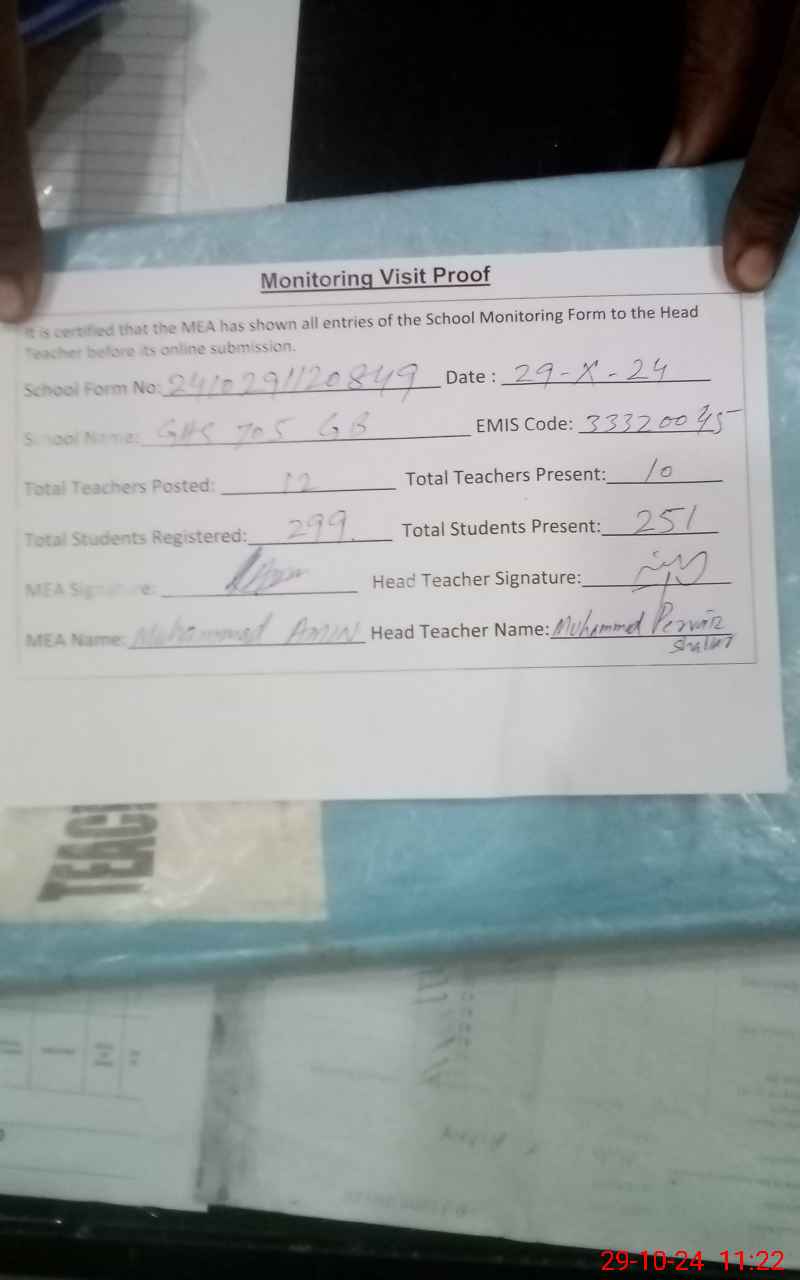 Monitoring Visit Proof
It is certified that the MEA has shown all entries of the School Monitoring Form to the Head
Teacher before its online submission.
School Form No: 2410291120849 Date : 29-X-24
School Name: GHS 705 GB EMIS Code: 33320045
Total Teachers Posted: 12 Total Teachers Present: 10
Total Students Registered: 299 Total Students Present: 251
MEA Signature: Head Teacher Signature:
MEA Name: Muhammad AMIN Head Teacher Name: Muhammad Pervaiz
TEACH
29-10-24 11:22